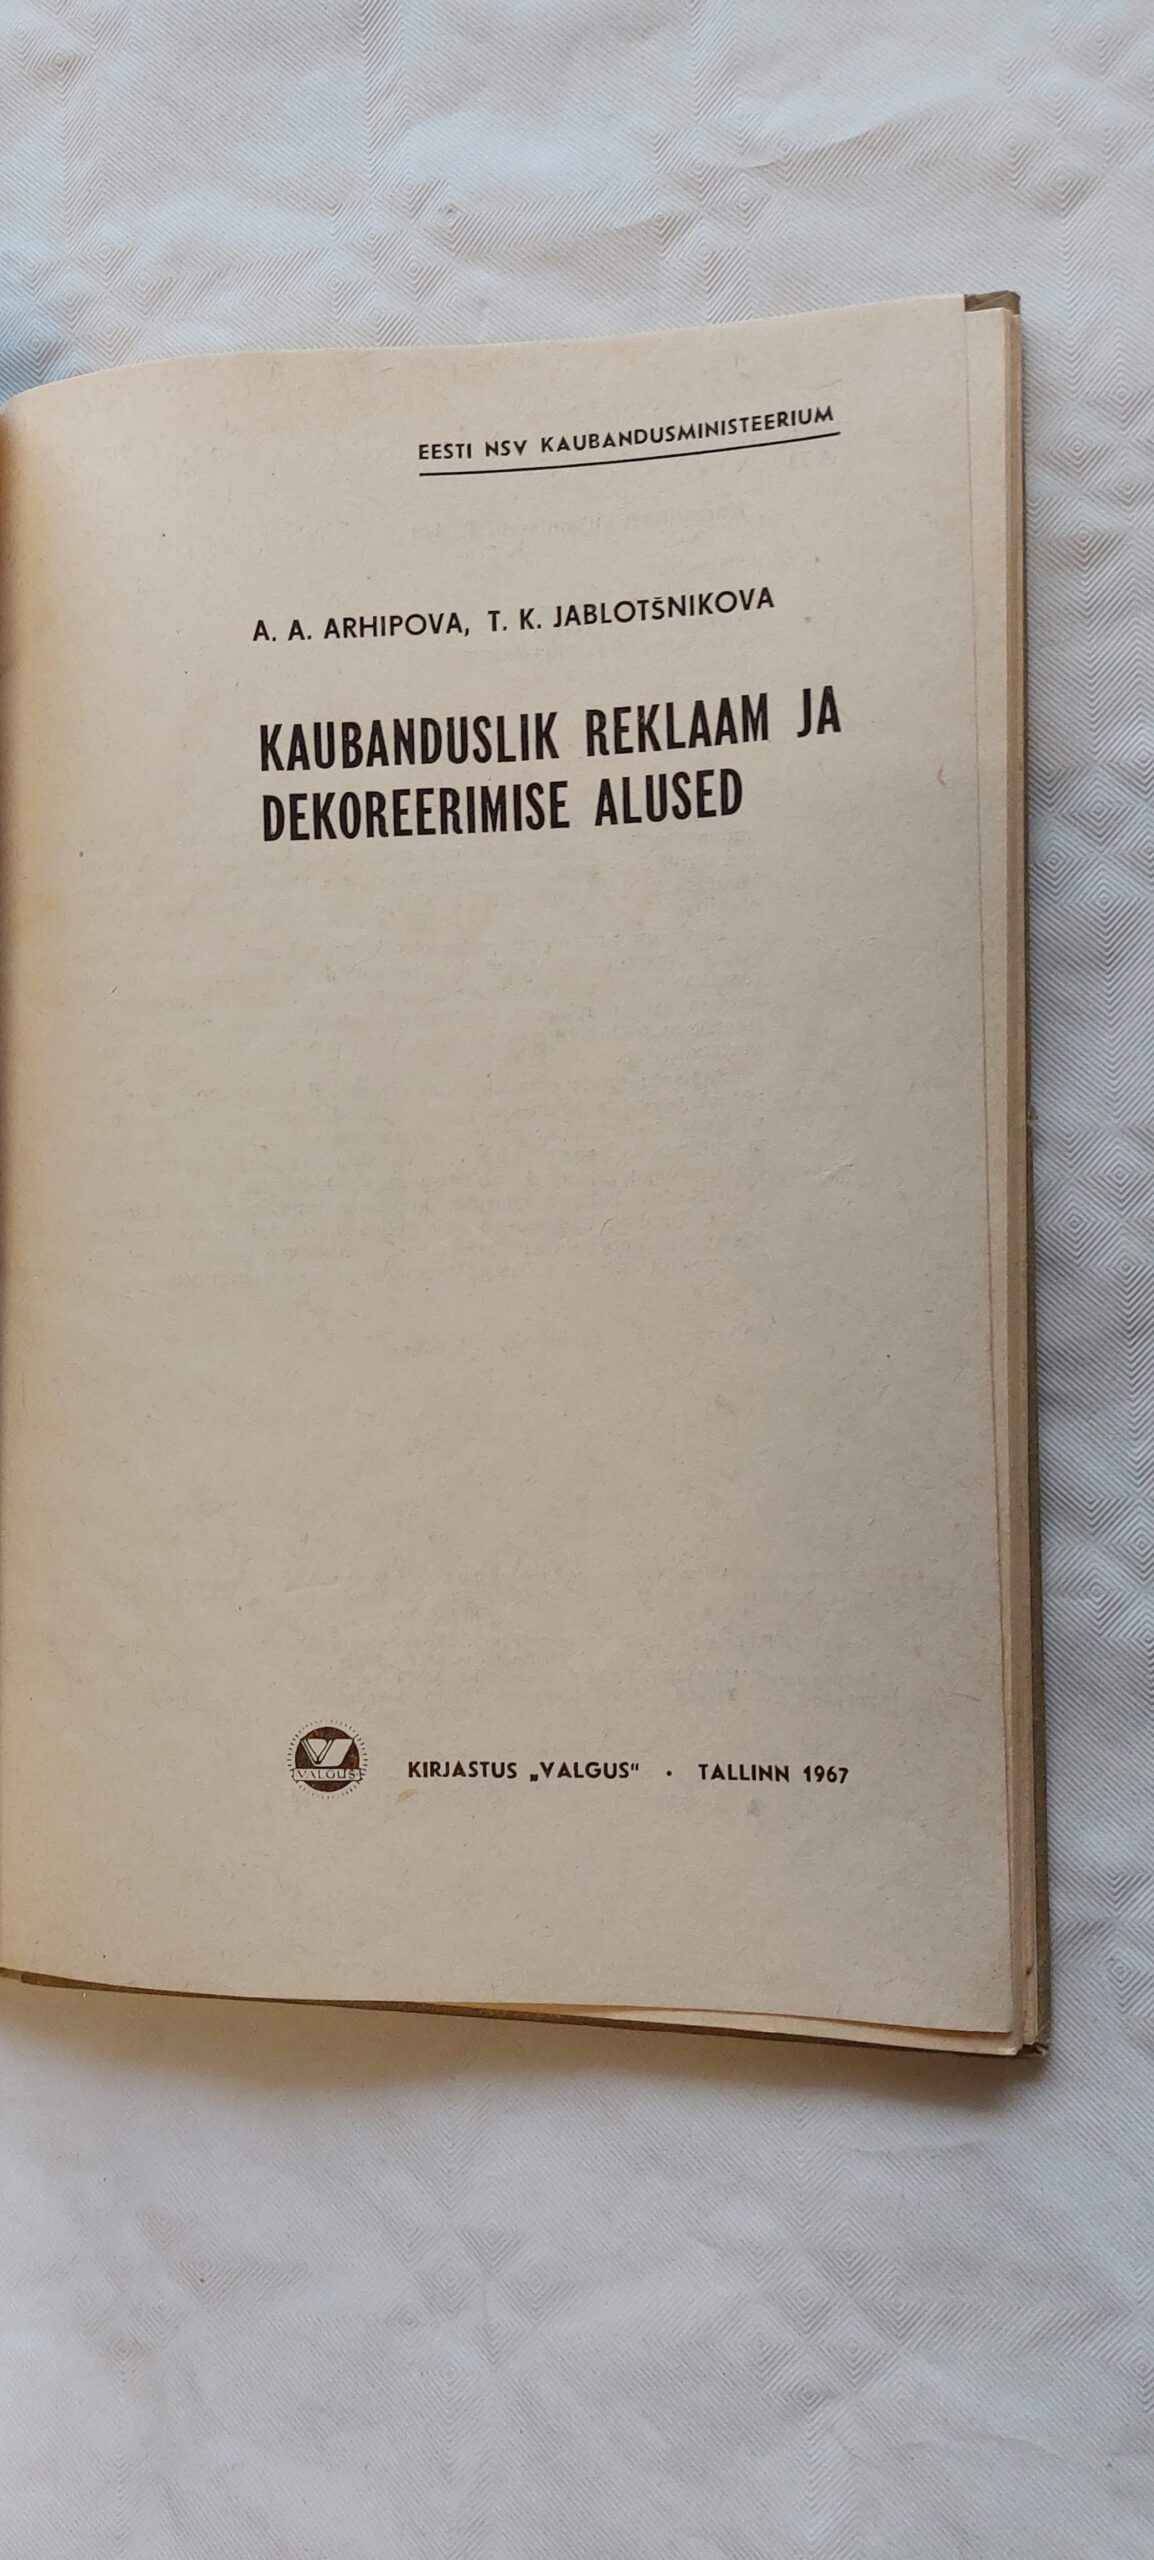 EESTI NSV KAUBANDUSMINISTEERIUM
A. A. ARHIPOVA, T. K. JABLOTŠNIKOVA
KAUBANDUSLIK REKLAAM JA
DEKOREERIMISE ALUSED
VALGUS
KIRJASTUS „VALGUS“ · TALLINN 1967